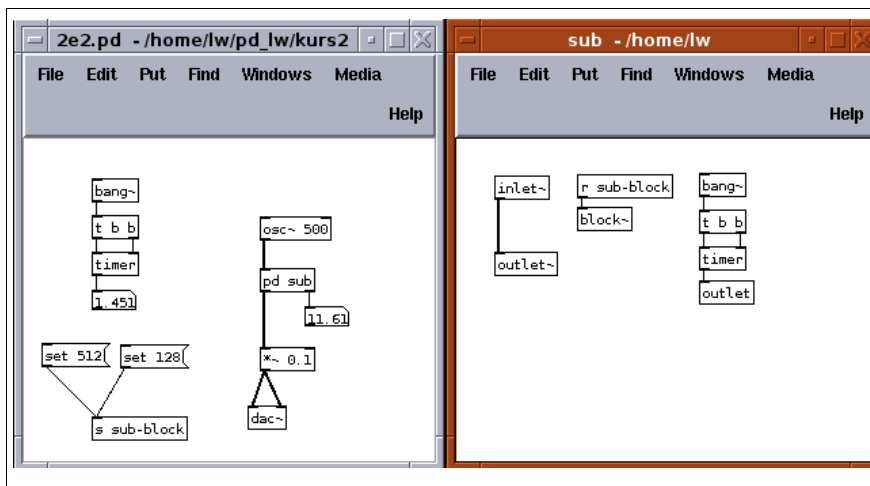 2e2.pd - /home/lw/pd_lw/kurs2
File Edit Put Find Windows Media
Help
bang~
t b b
timer
1.451
osc~ 500
pd sub
11.61
set 512
set 128
*~ 0.1
s sub-block
dac~
sub - /home/lw
File Edit Put Find Windows Media
Help
inlet~
r sub-block
bang~
block~
t b b
outlet~
timer
outlet